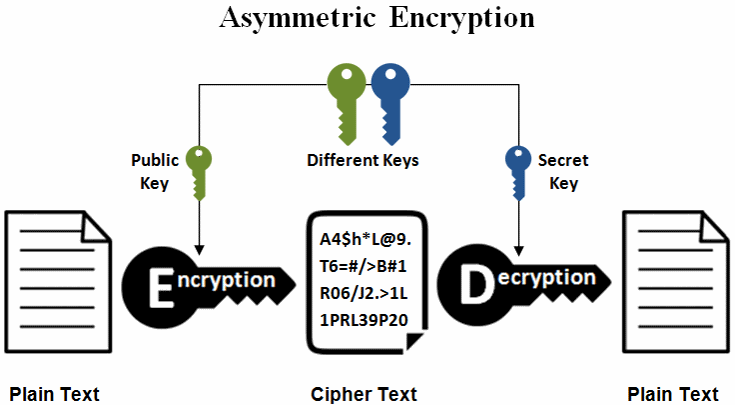 Asymmetric Encryption
Public
Key
Different Keys
Secret
Key
Encryption
A4$h*L@9.
T6=#/>B#1
R06/J2.>1L
1PRL39P20
Decryption
Plain Text
Cipher Text
Plain Text